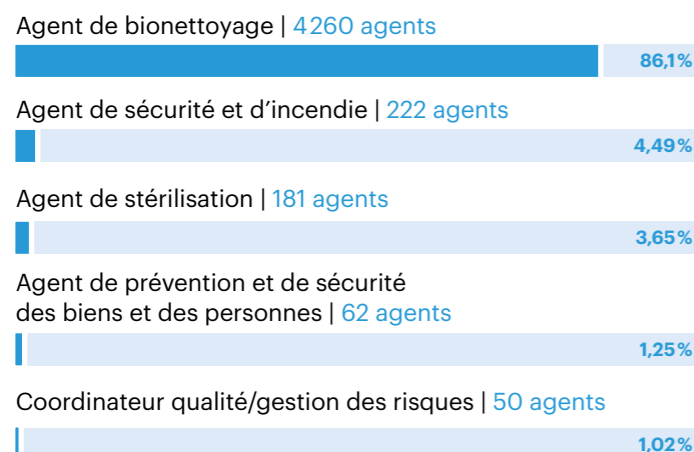 Agent de bionettoyage | 4260 agents
86,1%
Agent de sécurité et d’incendie | 222 agents
4,49%
Agent de stérilisation | 181 agents
3,65%
Agent de prévention et de sécurité
des biens et des personnes | 62 agents
1,25%
Coordinateur qualité/gestion des risques | 50 agents
1,02%